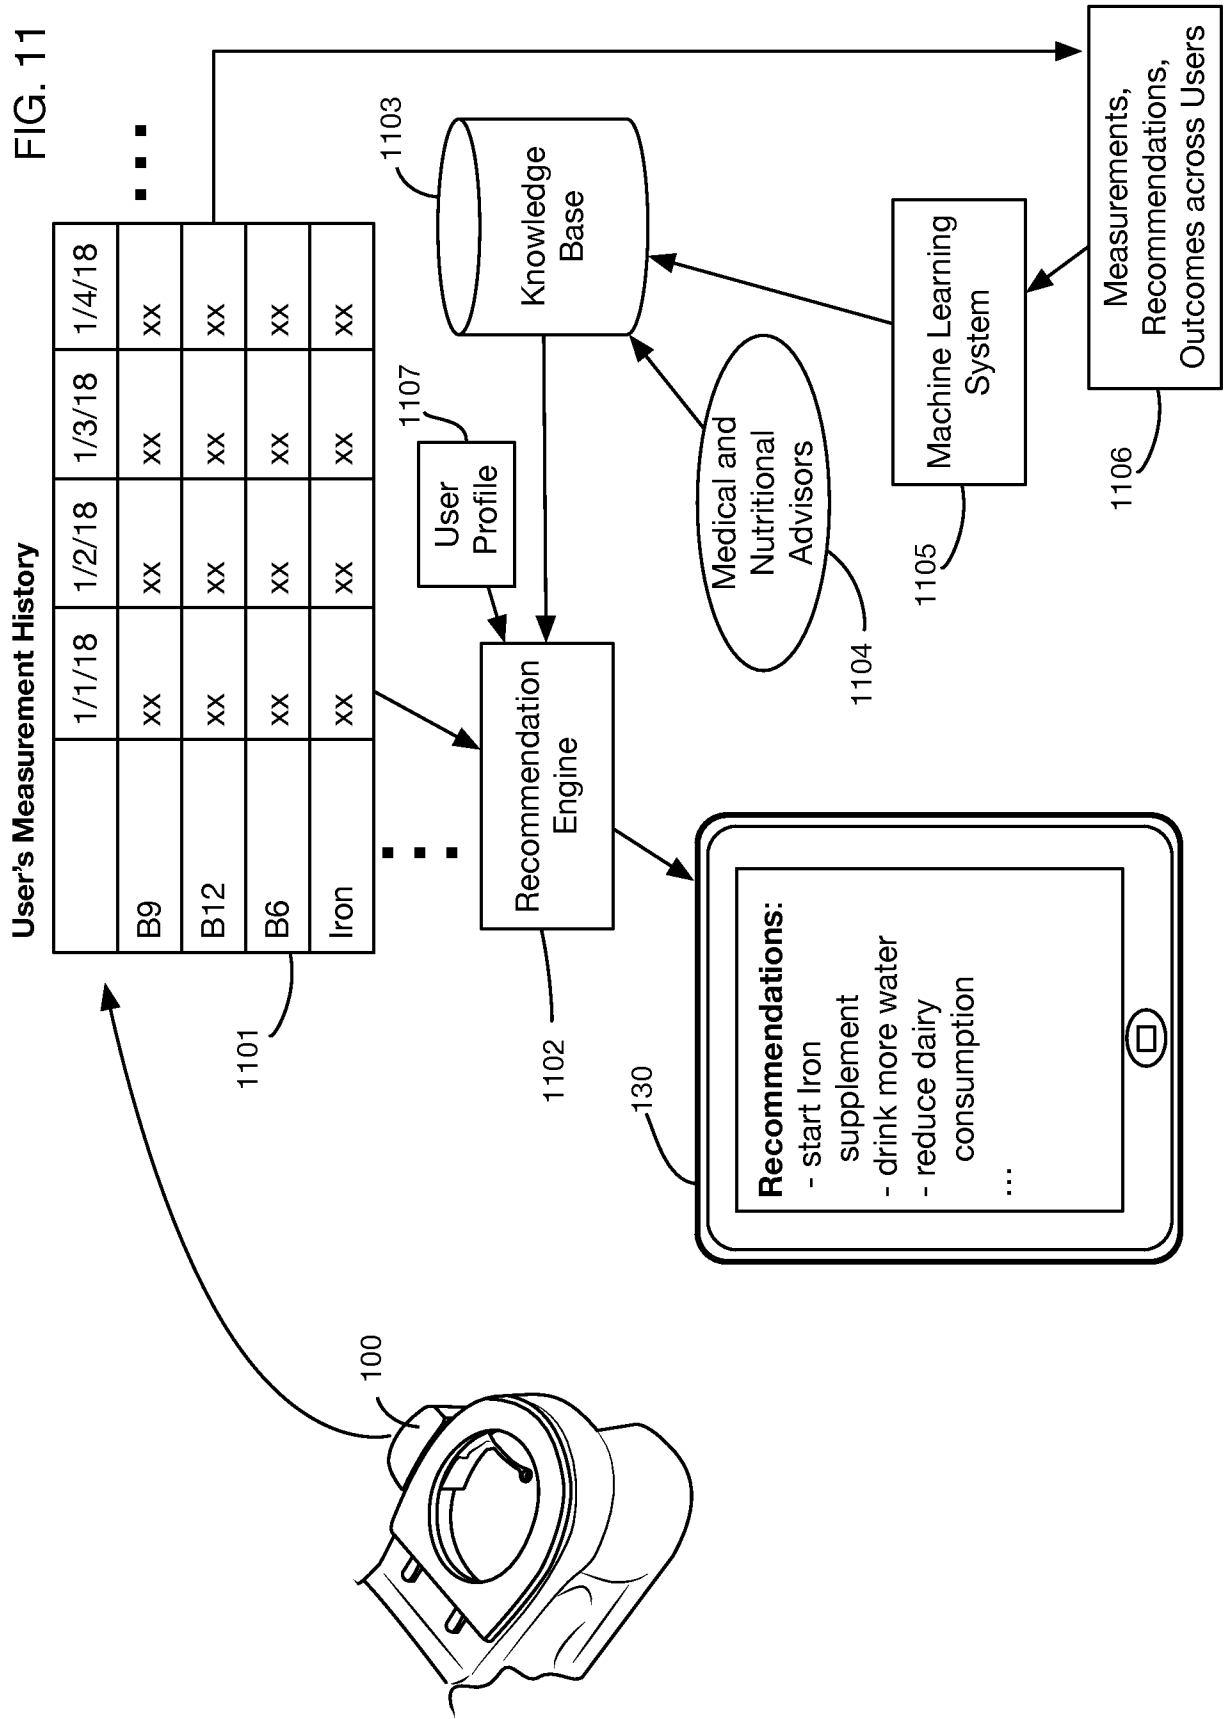 FIG. 11
User's Measurement History
1/1/18 1/2/18 1/3/18 1/4/18
B9 xx xx xx xx
B12 xx xx xx xx
B6 xx xx xx xx
Iron xx xx xx xx
1101
100
1102
Recommendation
Engine
User
Profile
1107
1103
Knowledge
Base
130
Recommendations:
- start Iron
supplement
- drink more water
- reduce dairy
consumption
...
1104
Medical and
Nutritional
Advisors
1105
Machine Learning
System
1106
Measurements,
Recommendations,
Outcomes across Users